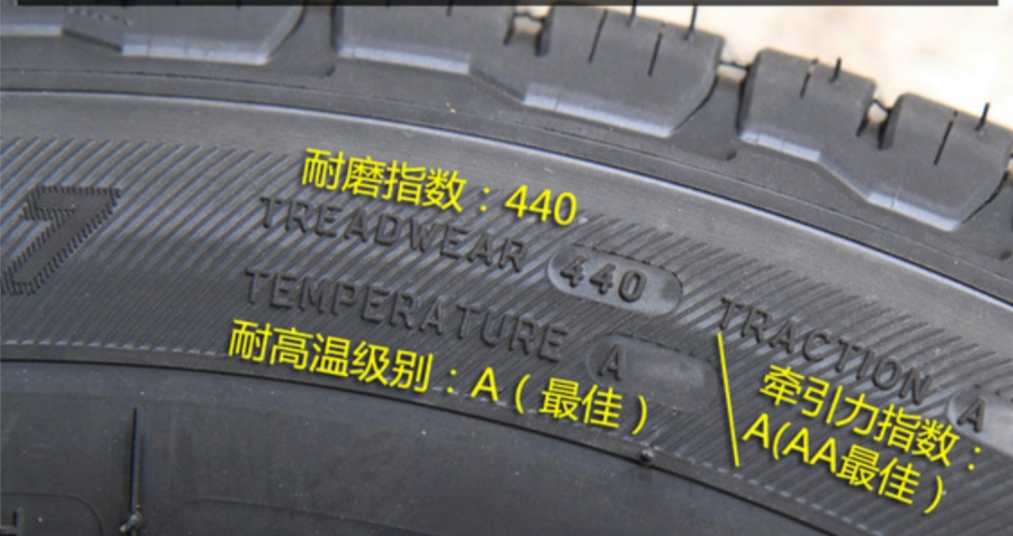 耐磨指数：440
TREADWEAR 440
TEMPERATURE A
TRACTION A
耐高温级别：A（最佳）
牵引力指数：
A(AA最佳）
7